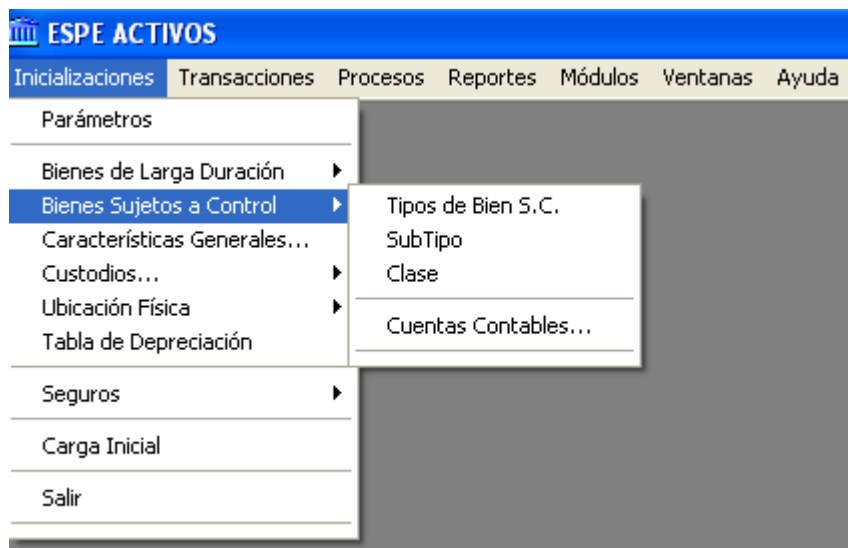 ESPE ACTIVOS
Inicializaciones Transacciones Procesos Reportes Módulos Ventanas Ayuda
Parámetros
Bienes de Larga Duración
Bienes Sujetos a Control
Características Generales...
Custodios...
Ubicación Física
Tabla de Depreciación
Seguros
Carga Inicial
Salir
Tipos de Bien S.C.
SubTipo
Clase
Cuentas Contables...